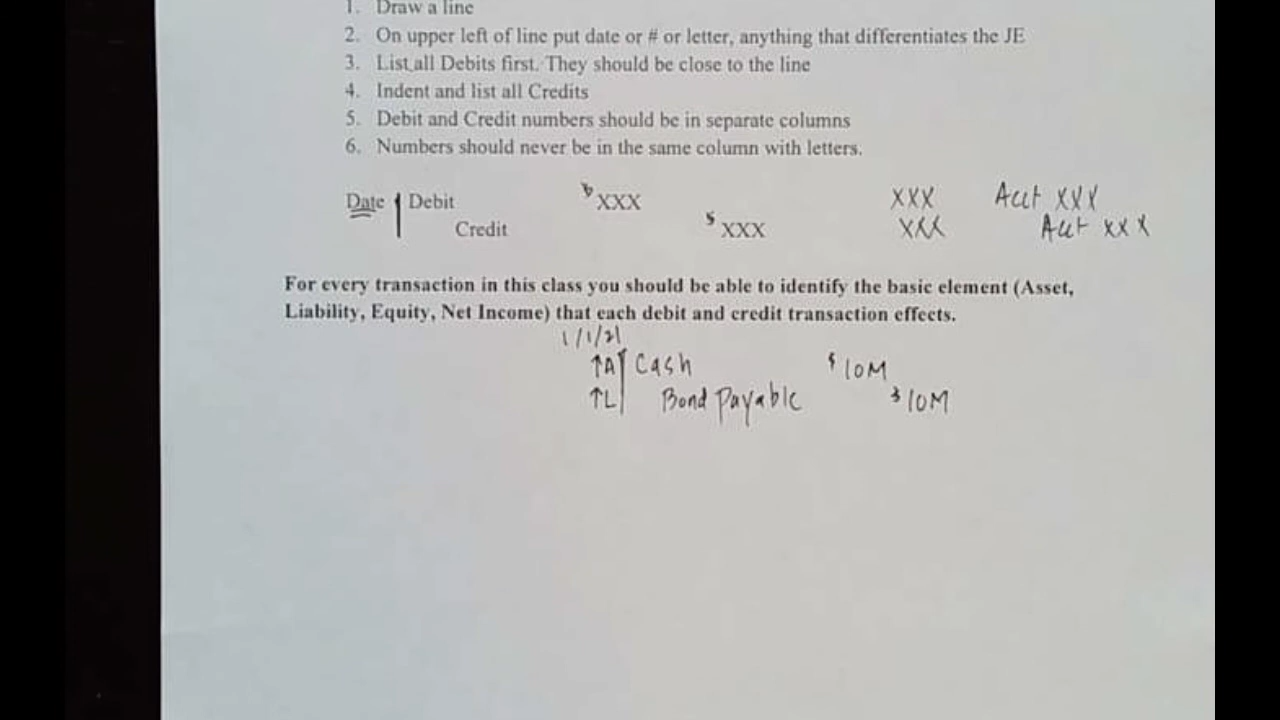 1. Draw a line
2. On upper left of line put date or # or letter, anything that differentiates the JE
3. List all Debits first. They should be close to the line
4. Indent and list all Credits
5. Debit and Credit numbers should be in separate columns
6. Numbers should never be in the same column with letters.
Date Debit $ XXX XXX Acct XXX
Credit $ XXX XXX Acct XXX
For every transaction in this class you should be able to identify the basic element (Asset,
Liability, Equity, Net Income) that each debit and credit transaction effects.
1/1/21
↑A Cash $10M
↑L Bond Payable $10M